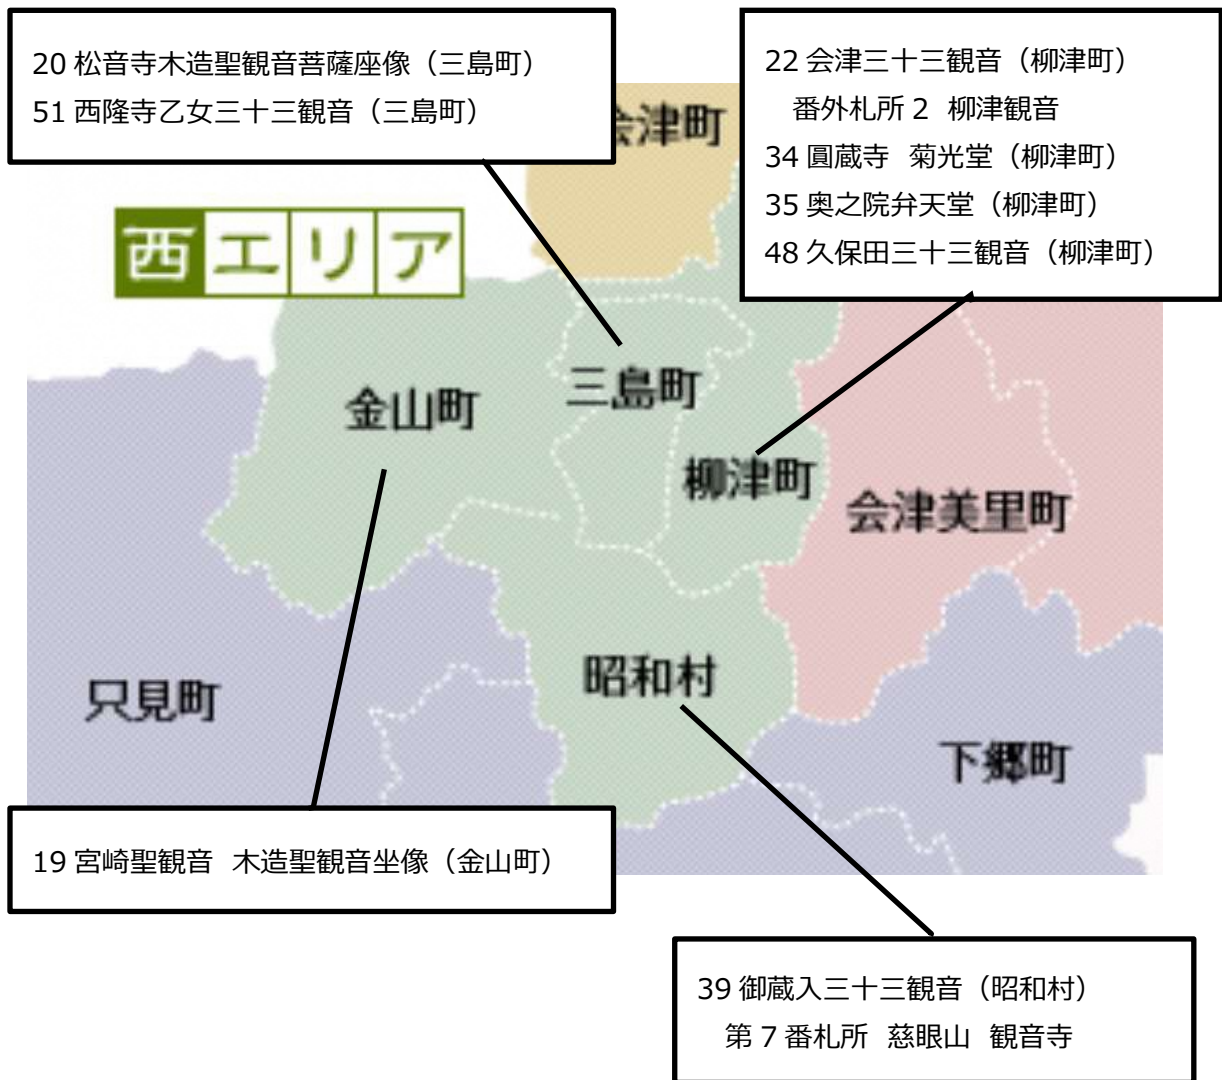 20 松音寺木造聖観音菩薩座像（三島町）
51 西隆寺乙女三十三観音（三島町）
22 会津三十三観音（柳津町）
番外札所 2 柳津観音
34 圓蔵寺 菊光堂（柳津町）
35 奥之院弁天堂（柳津町）
48 久保田三十三観音（柳津町）
会津町
西エリア
三島町
金山町
柳津町
会津美里町
昭和村
只見町
下郷町
19 宮崎聖観音 木造聖観音坐像（金山町）
39 御蔵入三十三観音（昭和村）
第 7 番札所 慈眼山 観音寺